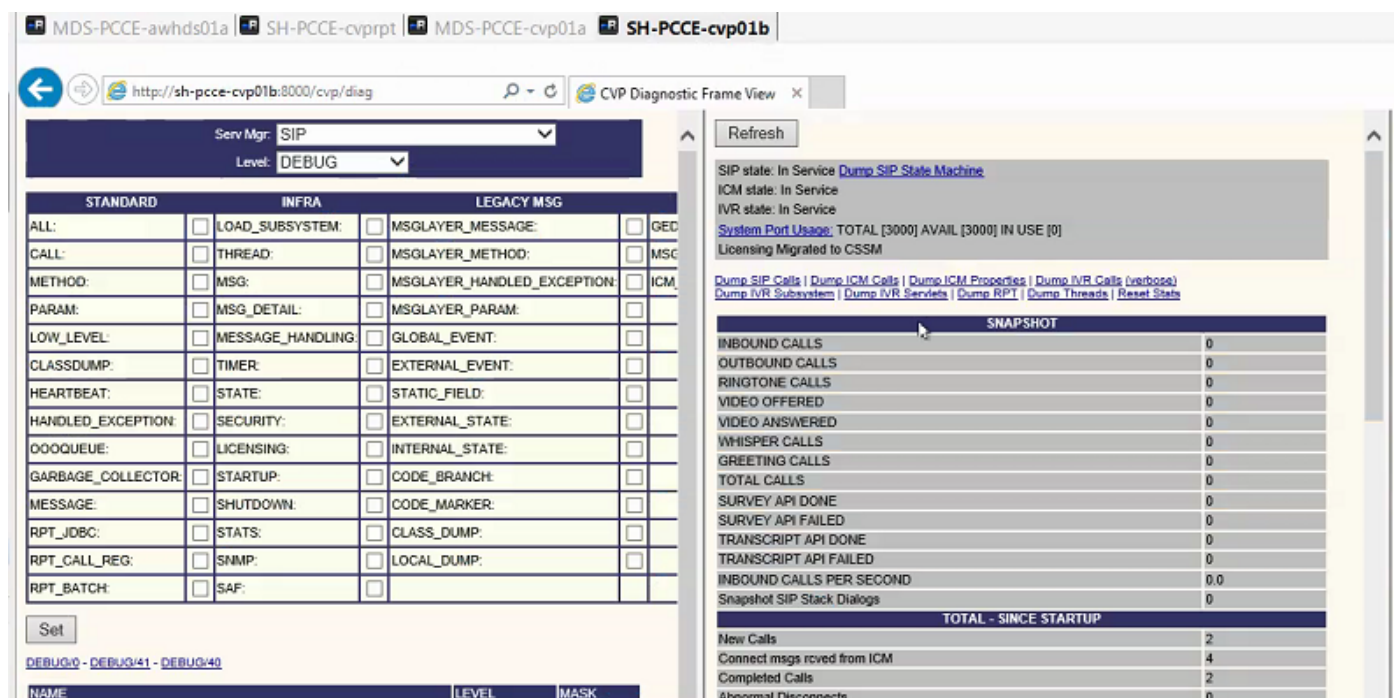 MDS-PCCE-awhds01a SH-PCCE-cvprpt MDS-PCCE-cvp01a SH-PCCE-cvp01b
http://sh-pcce-cvp01b:8000/cvp/diag
CVP Diagnostic Frame View
Serv Mgr: SIP
Level: DEBUG
STANDARD INFRA LEGACY MSG
ALL: LOAD_SUBSYSTEM: MSGLAYER_MESSAGE: GED
CALL: THREAD: MSGLAYER_METHOD: MSG
METHOD: MSG: MSGLAYER_HANDLED_EXCEPTION: ICM_
PARAM: MSG_DETAIL: MSGLAYER_PARAM:
LOW_LEVEL: MESSAGE_HANDLING: GLOBAL_EVENT:
CLASSDUMP: TIMER: EXTERNAL_EVENT:
HEARTBEAT: STATE: STATIC_FIELD:
HANDLED_EXCEPTION: SECURITY: EXTERNAL_STATE:
OOOQUEUE: LICENSING: INTERNAL_STATE:
GARBAGE_COLLECTOR: STARTUP: CODE_BRANCH:
MESSAGE: SHUTDOWN: CODE_MARKER:
RPT_JDBC: STATS: CLASS_DUMP:
RPT_CALL_REG: SNMP: LOCAL_DUMP:
RPT_BATCH: SAF:
Set
DEBUG/0 - DEBUG/41 - DEBUG/40
NAME LEVEL MASK
Refresh
SIP state: In Service Dump SIP State Machine
ICM state: In Service
IVR state: In Service
System Port Usage: TOTAL [3000] AVAIL [3000] IN USE [0]
Licensing Migrated to CSSM
Dump SIP Calls | Dump ICM Calls | Dump ICM Properties | Dump IVR Calls (verbose)
Dump IVR Subsystem | Dump IVR Servlets | Dump RPT | Dump Threads | Reset Stats
SNAPSHOT
INBOUND CALLS 0
OUTBOUND CALLS 0
RINGTONE CALLS 0
VIDEO OFFERED 0
VIDEO ANSWERED 0
WHISPER CALLS 0
GREETING CALLS 0
TOTAL CALLS 0
SURVEY API DONE 0
SURVEY API FAILED 0
TRANSCRIPT API DONE 0
TRANSCRIPT API FAILED 0
INBOUND CALLS PER SECOND 0.0
Snapshot SIP Stack Dialogs 0
TOTAL - SINCE STARTUP
New Calls 2
Connect msgs rcved from ICM 4
Completed Calls 2
Abnormal Disconnects 0